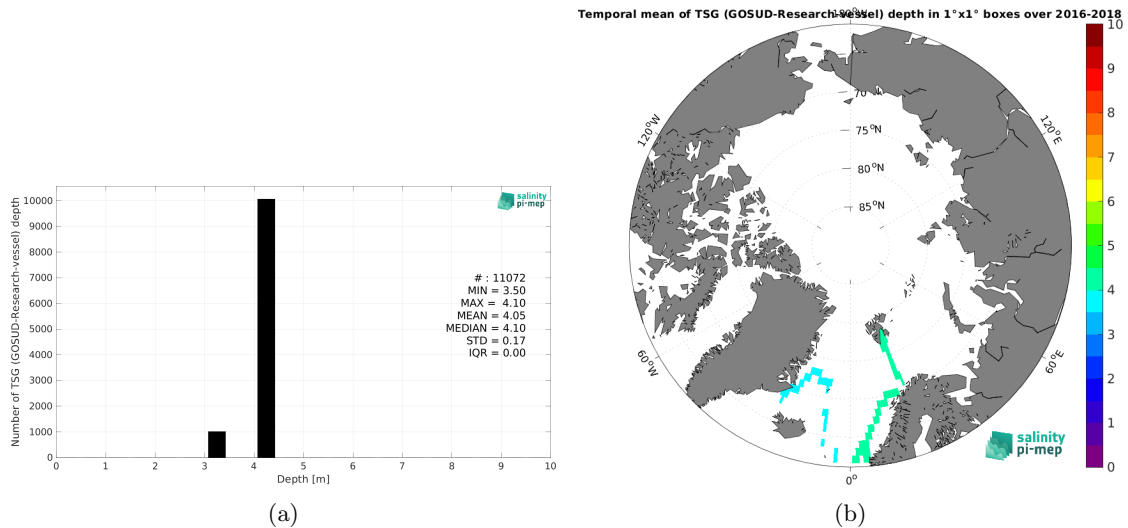 Temporal mean of TSG (GOSUD-Research-vessel) depth in 1°x1° boxes over 2016-2018
Number of TSG (GOSUD-Research-vessel) depth
10000
9000
8000
7000
6000
5000
4000
3000
2000
1000
0
salinity
pi-mep
# : 11072
MIN = 3.50
MAX = 4.10
MEAN = 4.05
MEDIAN = 4.10
STD = 0.17
IQR = 0.00
0 1 2 3 4 5 6 7 8 9 10
Depth [m]
(a)
180°W
120°W
120°E
60°W
60°E
0°
70
75°N
80°N
85°N
10
9
8
7
6
5
4
3
2
1
0
salinity
pi-mep
(b)